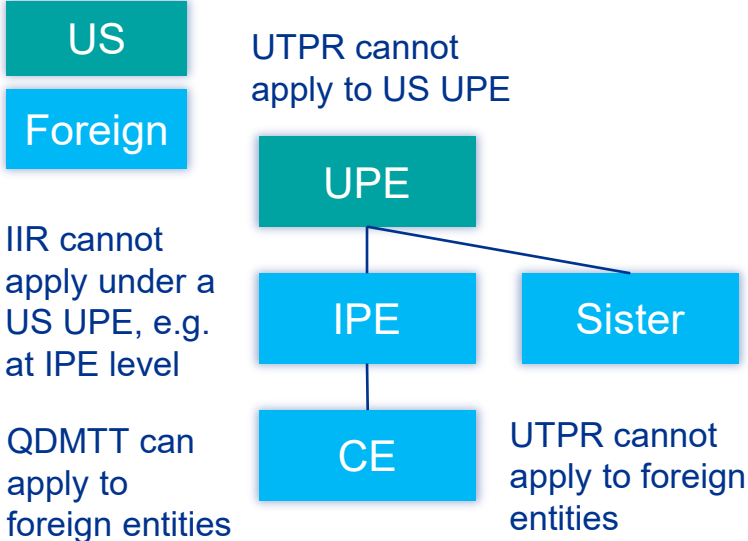 US
Foreign
UTPR cannot
apply to US UPE
UPE
IIR cannot
apply under a
US UPE, e.g.
at IPE level
IPE
Sister
QDMTT can
apply to
foreign entities
CE
UTPR cannot
apply to foreign
entities